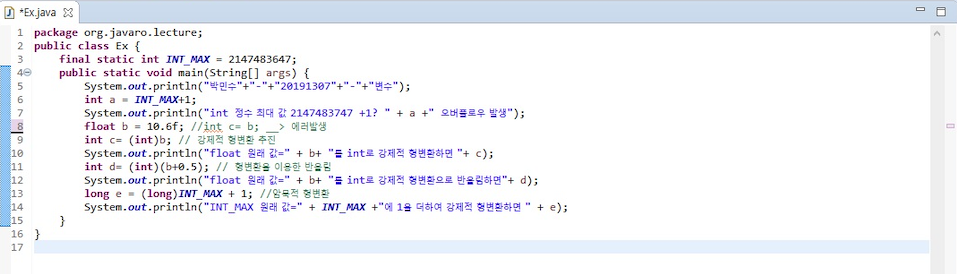 *Ex.java
1 package org.javaro.lecture;
2 public class Ex {
3 final static int INT_MAX = 2147483647;
4 public static void main(String[] args) {
5 System.out.println("박민수"+"-"+"20191307"+"-"+"변수");
6 int a = INT_MAX+1;
7 System.out.println("int 정수 최대 값 2147483747 +1? " + a +" 오버플로우 발생");
8 float b = 10.6f; //int c= b; __> 에러발생
9 int c= (int)b; // 강제적 형변환 추진
10 System.out.println("float 원래 값=" + b+ "를 int로 강제적 형변환하면 "+ c);
11 int d= (int)(b+0.5); // 형변환을 이용한 반올림
12 System.out.println("float 원래 값=" + b+ "를 int로 강제적 형변환으로 반올림하면"+ d);
13 long e = (long)INT_MAX + 1; //암묵적 형변환
14 System.out.println("INT_MAX 원래 값=" + INT_MAX +"에 1을 더하여 강제적 형변환하면 " + e);
15 }
16 }
17